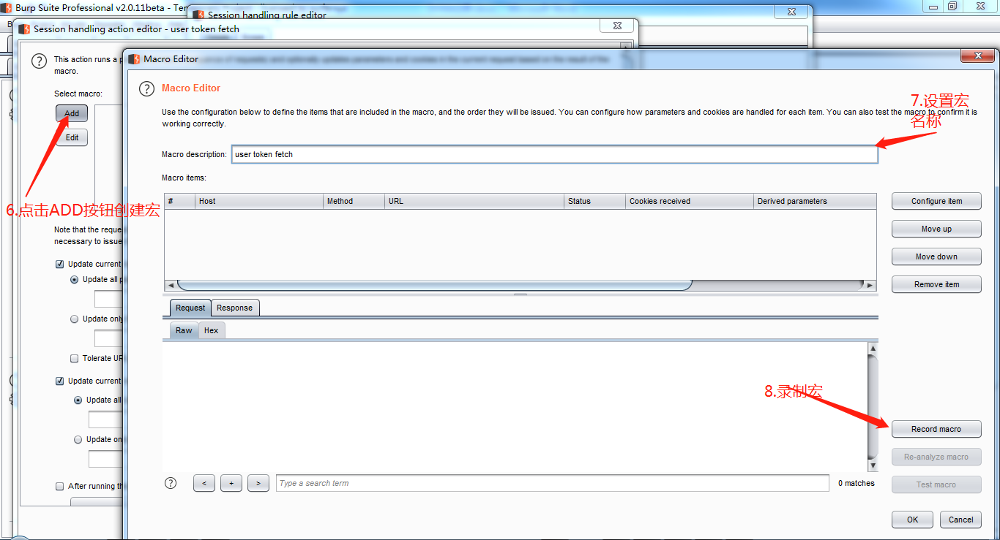 Burp Suite Professional v2.0.11beta - Te
Session handling rule editor
Session handling action editor - user token fetch
Macro Editor
This action runs a
macro.
Select macro:
Add
Edit
6.点击ADD按钮创建宏
Note that the reque
necessary to issue
Update current
Update all p
Update only
Tolerate UR
Update current
Update all
Update on
After running th
Macro Editor
Use the configuration below to define the items that are included in the macro, and the order they will be issued. You can configure how parameters and cookies are handled for each item. You can also test the macro to confirm it is
working correctly.
7.设置宏
名称
Macro description: user token fetch
Macro items:
# Host Method URL Status Cookies received Derived parameters
Configure item
Move up
Move down
Remove item
Request Response
Raw Hex
8.录制宏
Record macro
Re-analyze macro
Test macro
< + > Type a search term 0 matches
OK Cancel